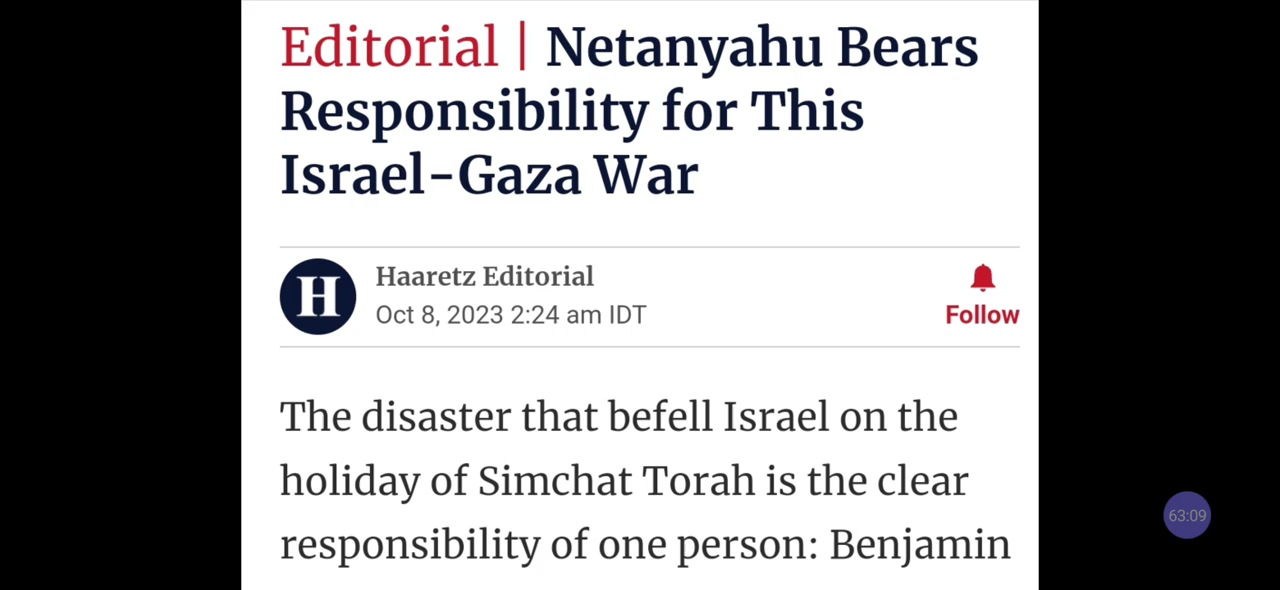 Editorial | Netanyahu Bears
Responsibility for This
Israel-Gaza War
H
Haaretz Editorial
Oct 8, 2023 2:24 am IDT
Follow
The disaster that befell Israel on the
holiday of Simchat Torah is the clear
responsibility of one person: Benjamin
63:09